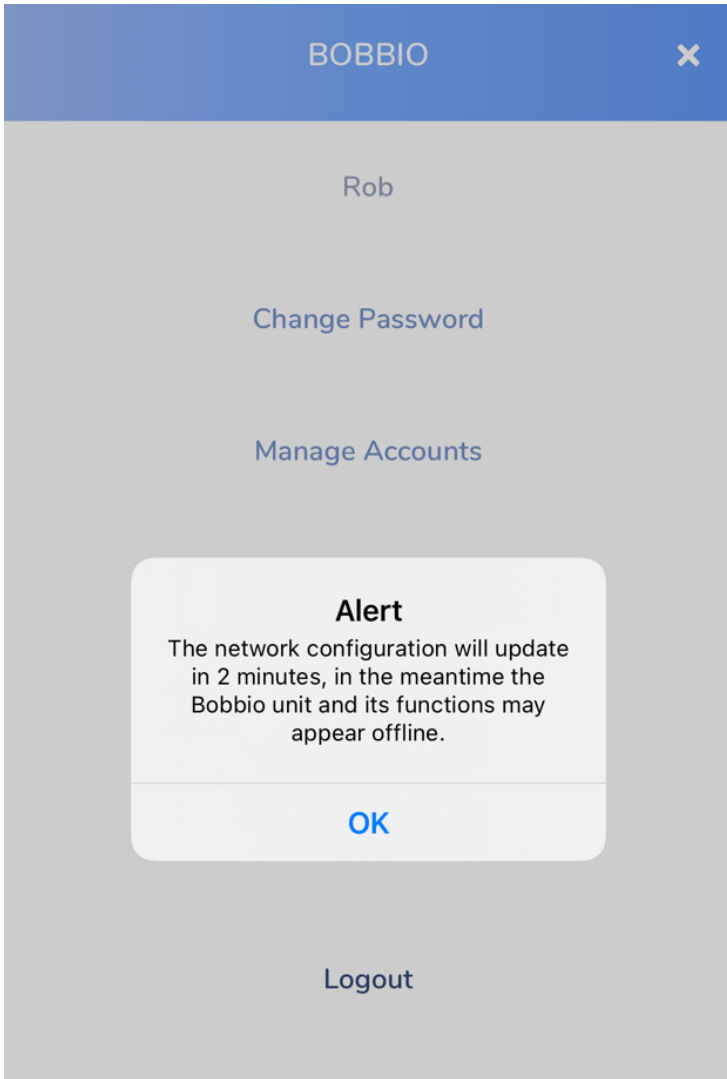 BOBBIO
Rob
Change Password
Manage Accounts
Alert
The network configuration will update
in 2 minutes, in the meantime the
Bobbio unit and its functions may
appear offline.
OK
Logout